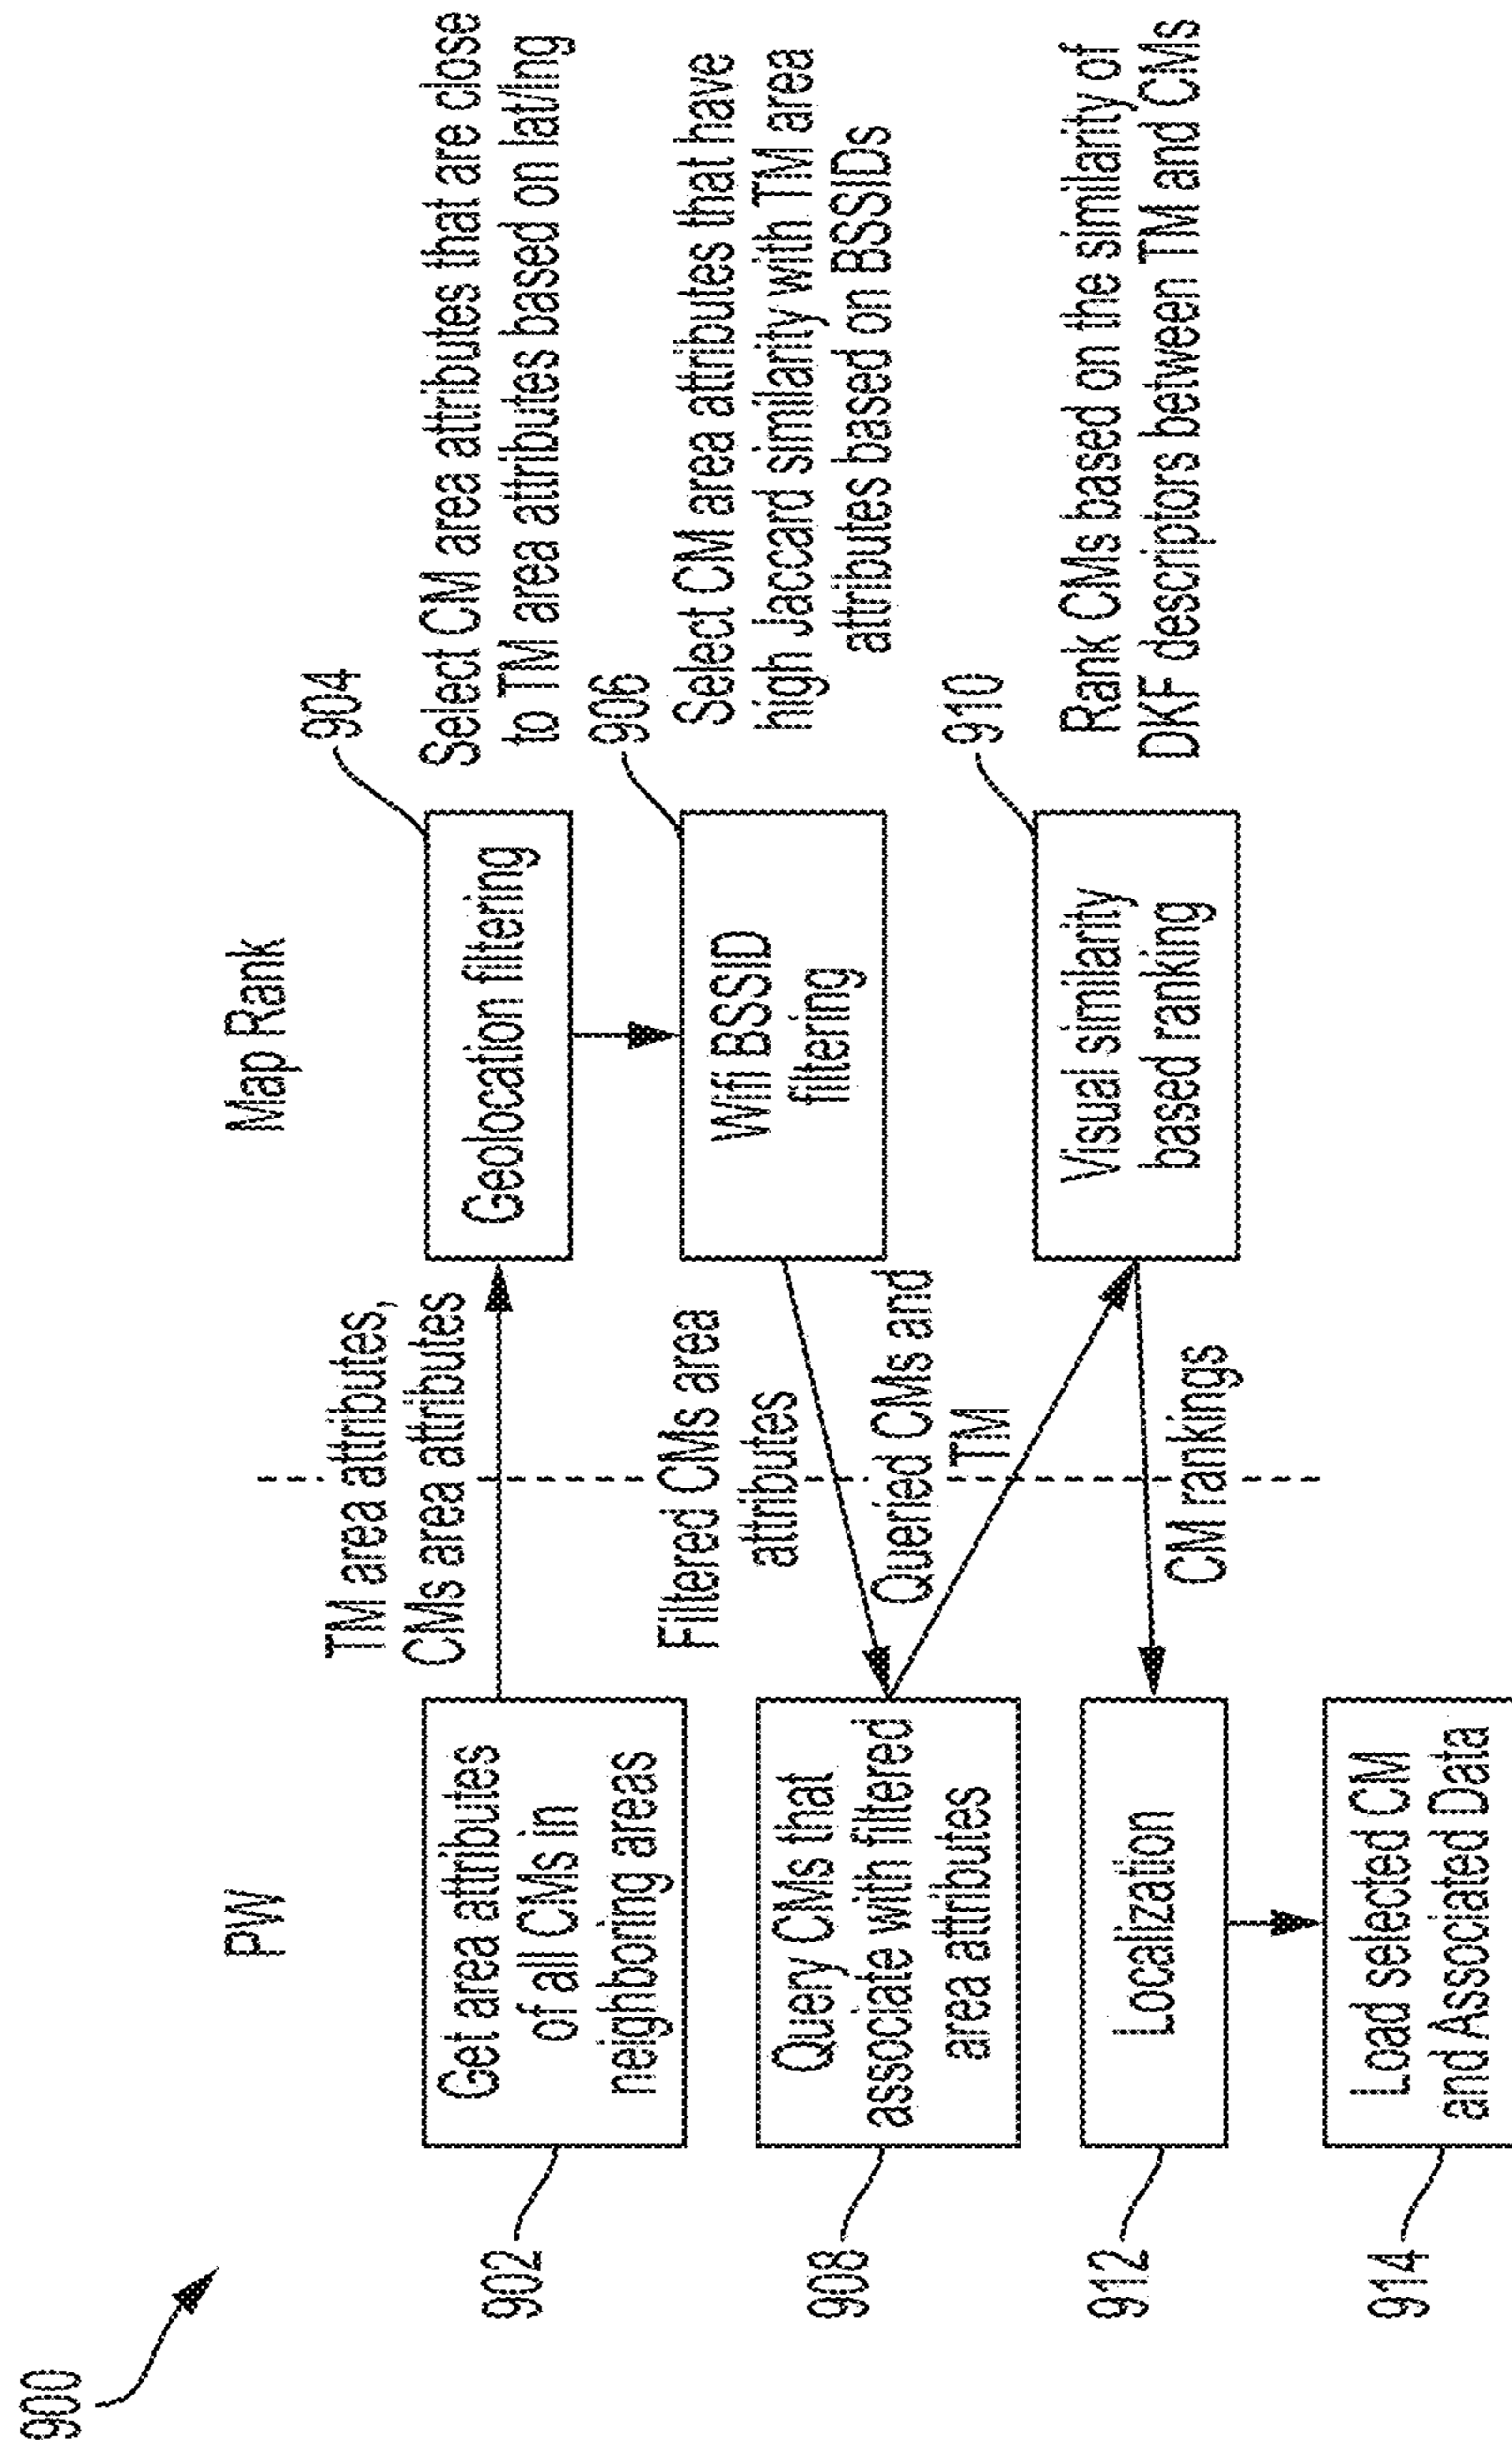 900
PW
Map Rank
902
Get area attributes
of all CMs in
neighboring areas
TM area attributes,
CMs area attributes
904
Geolocation filtering
Select CM area attributes that are close
to TM area attributes based on lat/lng
906
Wifi BSSID
filtering
Select CM area attributes that have
high Jaccard similarity with TM area
attributes based on BSSIDs
Filtered CMs area
attributes
908
Query CMs that
associate with filtered
area attributes
Queried CMs and
TM
910
Visual similarity
based ranking
Rank CMs based on the similarity of
DKF descriptors between TM and CMs
CM rankings
912
Localization
914
Load selected CM
and Associated Data